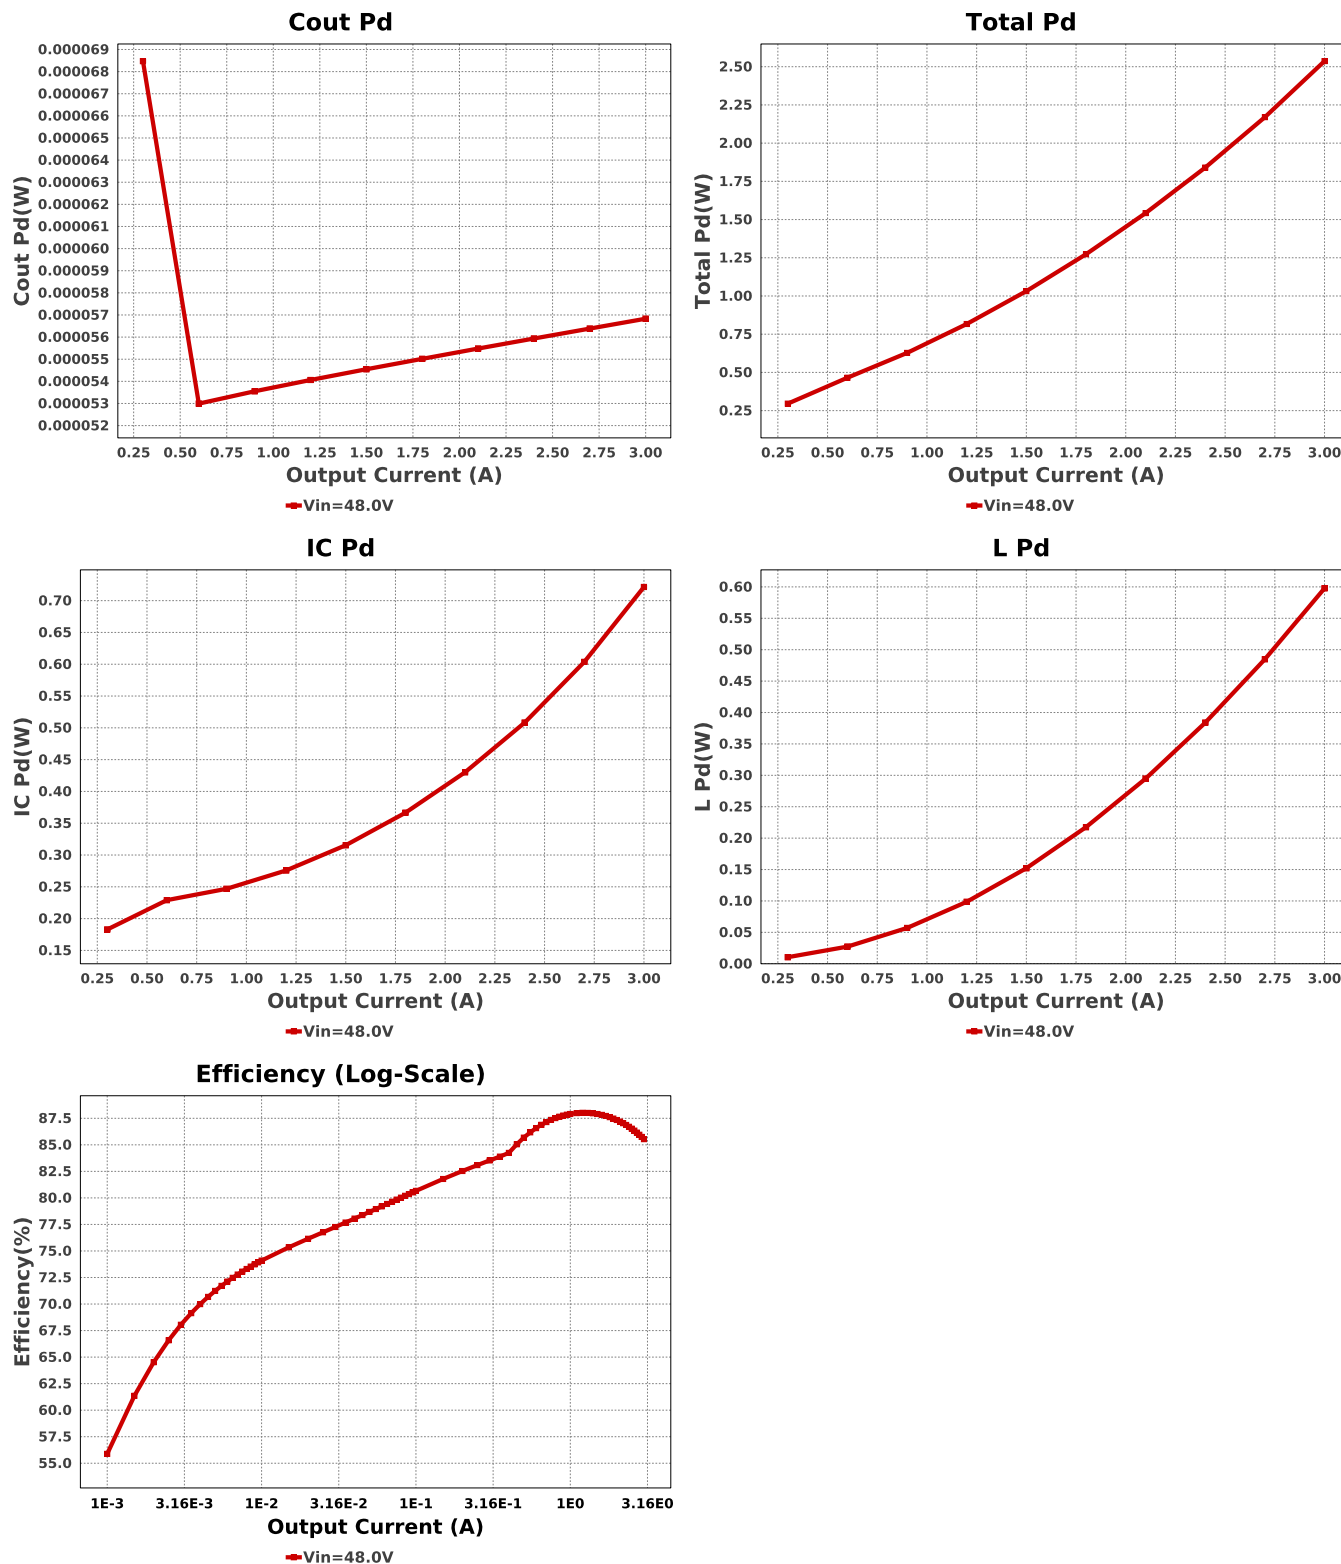 Cout Pd
0.000069
0.000068
0.000067
0.000066
0.000065
0.000064
0.000063
0.000062
0.000061
0.000060
0.000059
0.000058
0.000057
0.000056
0.000055
0.000054
0.000053
0.000052
Cout Pd(W)
0.25 0.50 0.75 1.00 1.25 1.50 1.75 2.00 2.25 2.50 2.75 3.00
Output Current (A)
Vin=48.0V
Total Pd
2.50
2.25
2.00
1.75
1.50
1.25
1.00
0.75
0.50
0.25
Total Pd(W)
0.25 0.50 0.75 1.00 1.25 1.50 1.75 2.00 2.25 2.50 2.75 3.00
Output Current (A)
Vin=48.0V
IC Pd
0.70
0.65
0.60
0.55
0.50
0.45
0.40
0.35
0.30
0.25
0.20
0.15
IC Pd(W)
0.25 0.50 0.75 1.00 1.25 1.50 1.75 2.00 2.25 2.50 2.75 3.00
Output Current (A)
Vin=48.0V
L Pd
0.60
0.55
0.50
0.45
0.40
0.35
0.30
0.25
0.20
0.15
0.10
0.05
0.00
L Pd(W)
0.25 0.50 0.75 1.00 1.25 1.50 1.75 2.00 2.25 2.50 2.75 3.00
Output Current (A)
Vin=48.0V
Efficiency (Log-Scale)
87.5
85.0
82.5
80.0
77.5
75.0
72.5
70.0
67.5
65.0
62.5
60.0
57.5
55.0
Efficiency(%)
1E-3 3.16E-3 1E-2 3.16E-2 1E-1 3.16E-1 1E0 3.16E0
Output Current (A)
Vin=48.0V